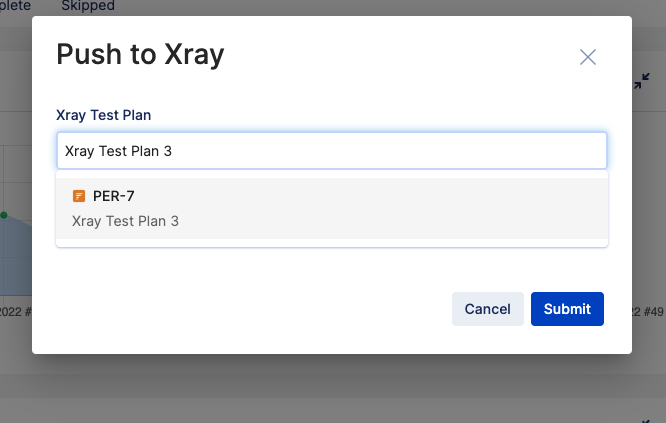 plete Skipped
Push to Xray
Xray Test Plan
Xray Test Plan 3
PER-7
Xray Test Plan 3
2022 # 22 #49
Cancel Submit